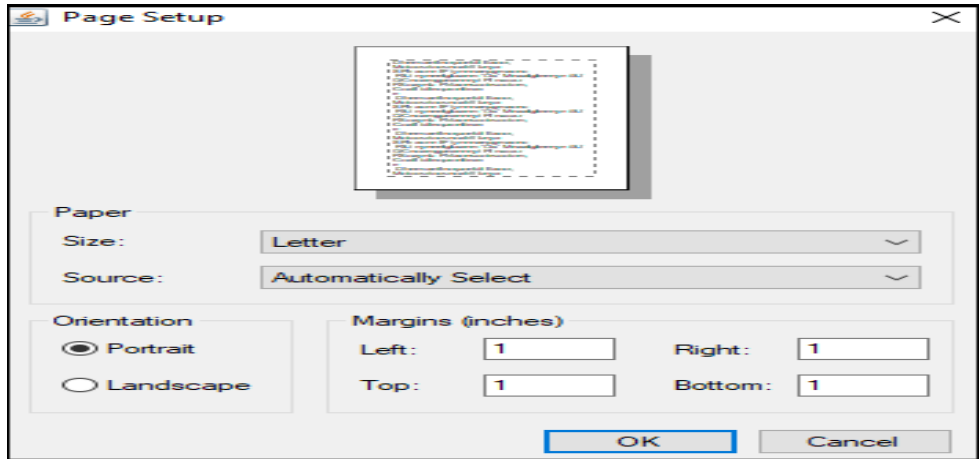 Page Setup
Paper
Size: Letter
Source: Automatically Select
Orientation
Portrait
Landscape
Margins (inches)
Left: 1 Right: 1
Top: 1 Bottom: 1
OK Cancel